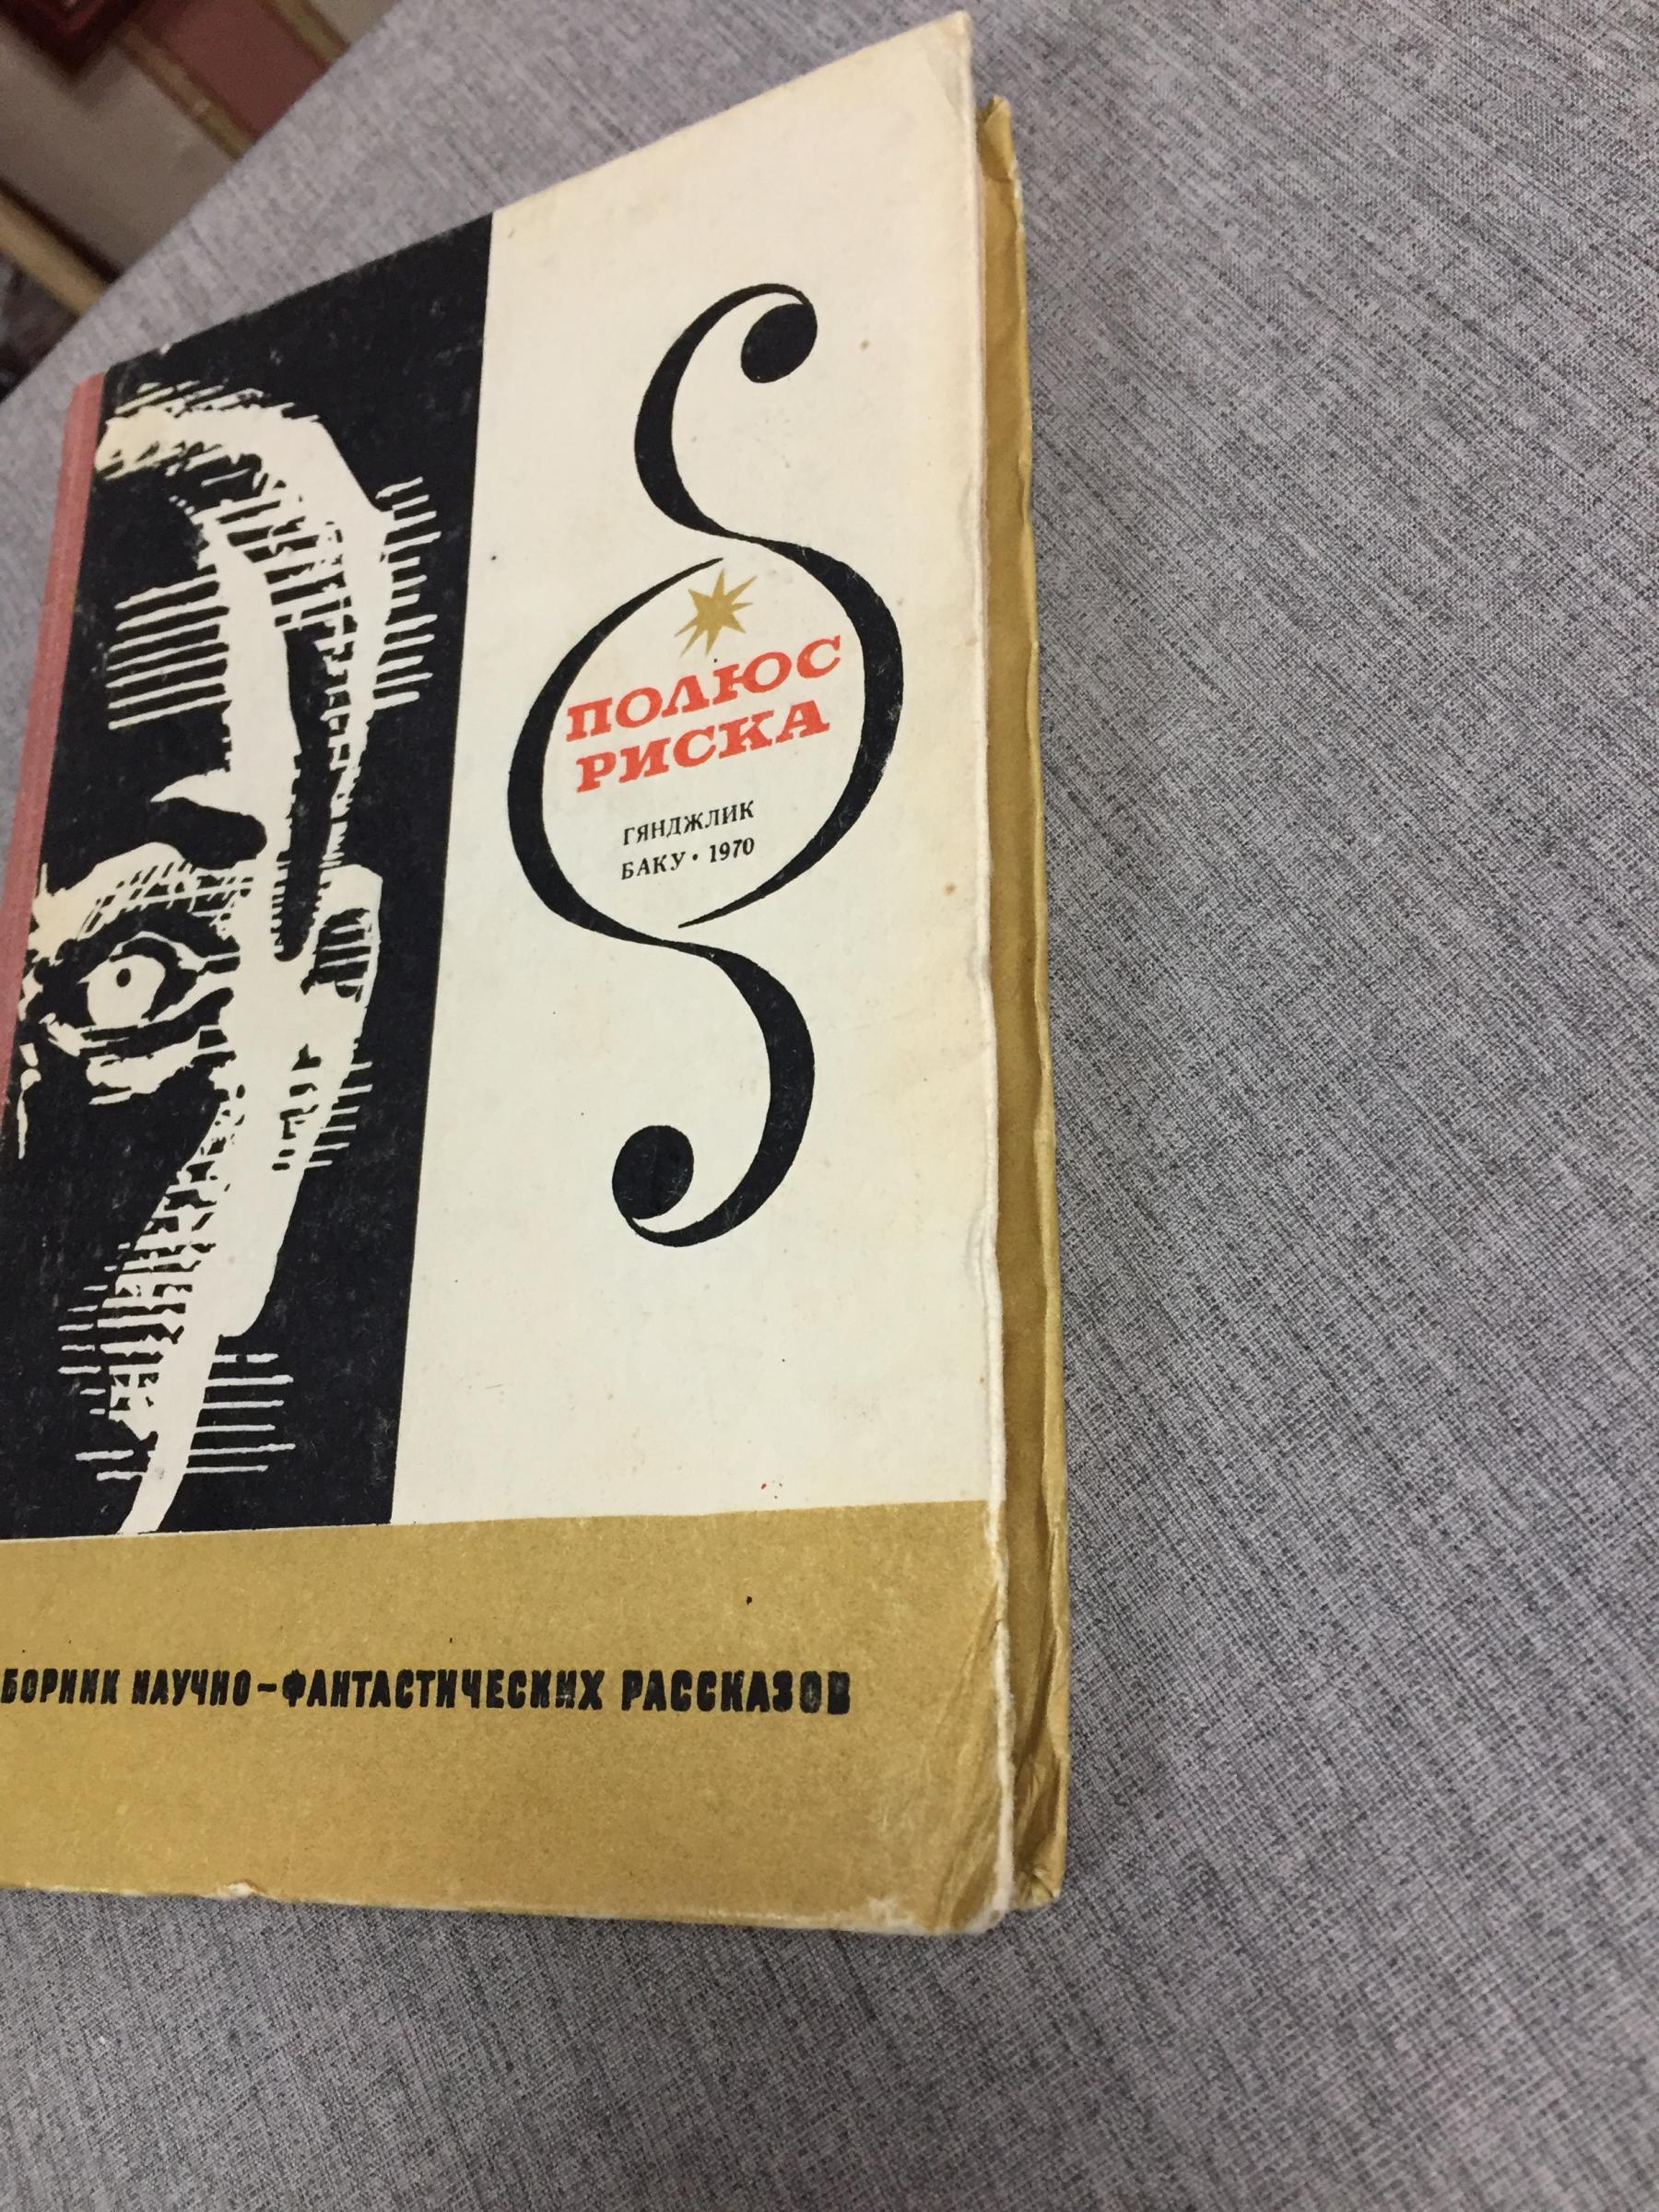 ПОЛЮС
РИСКА
ГЯНДЖЛИК
БАКУ • 1970
БОРНИК НАУЧНО-ФАНТАСТИЧЕСКИХ РАССКАЗОВ